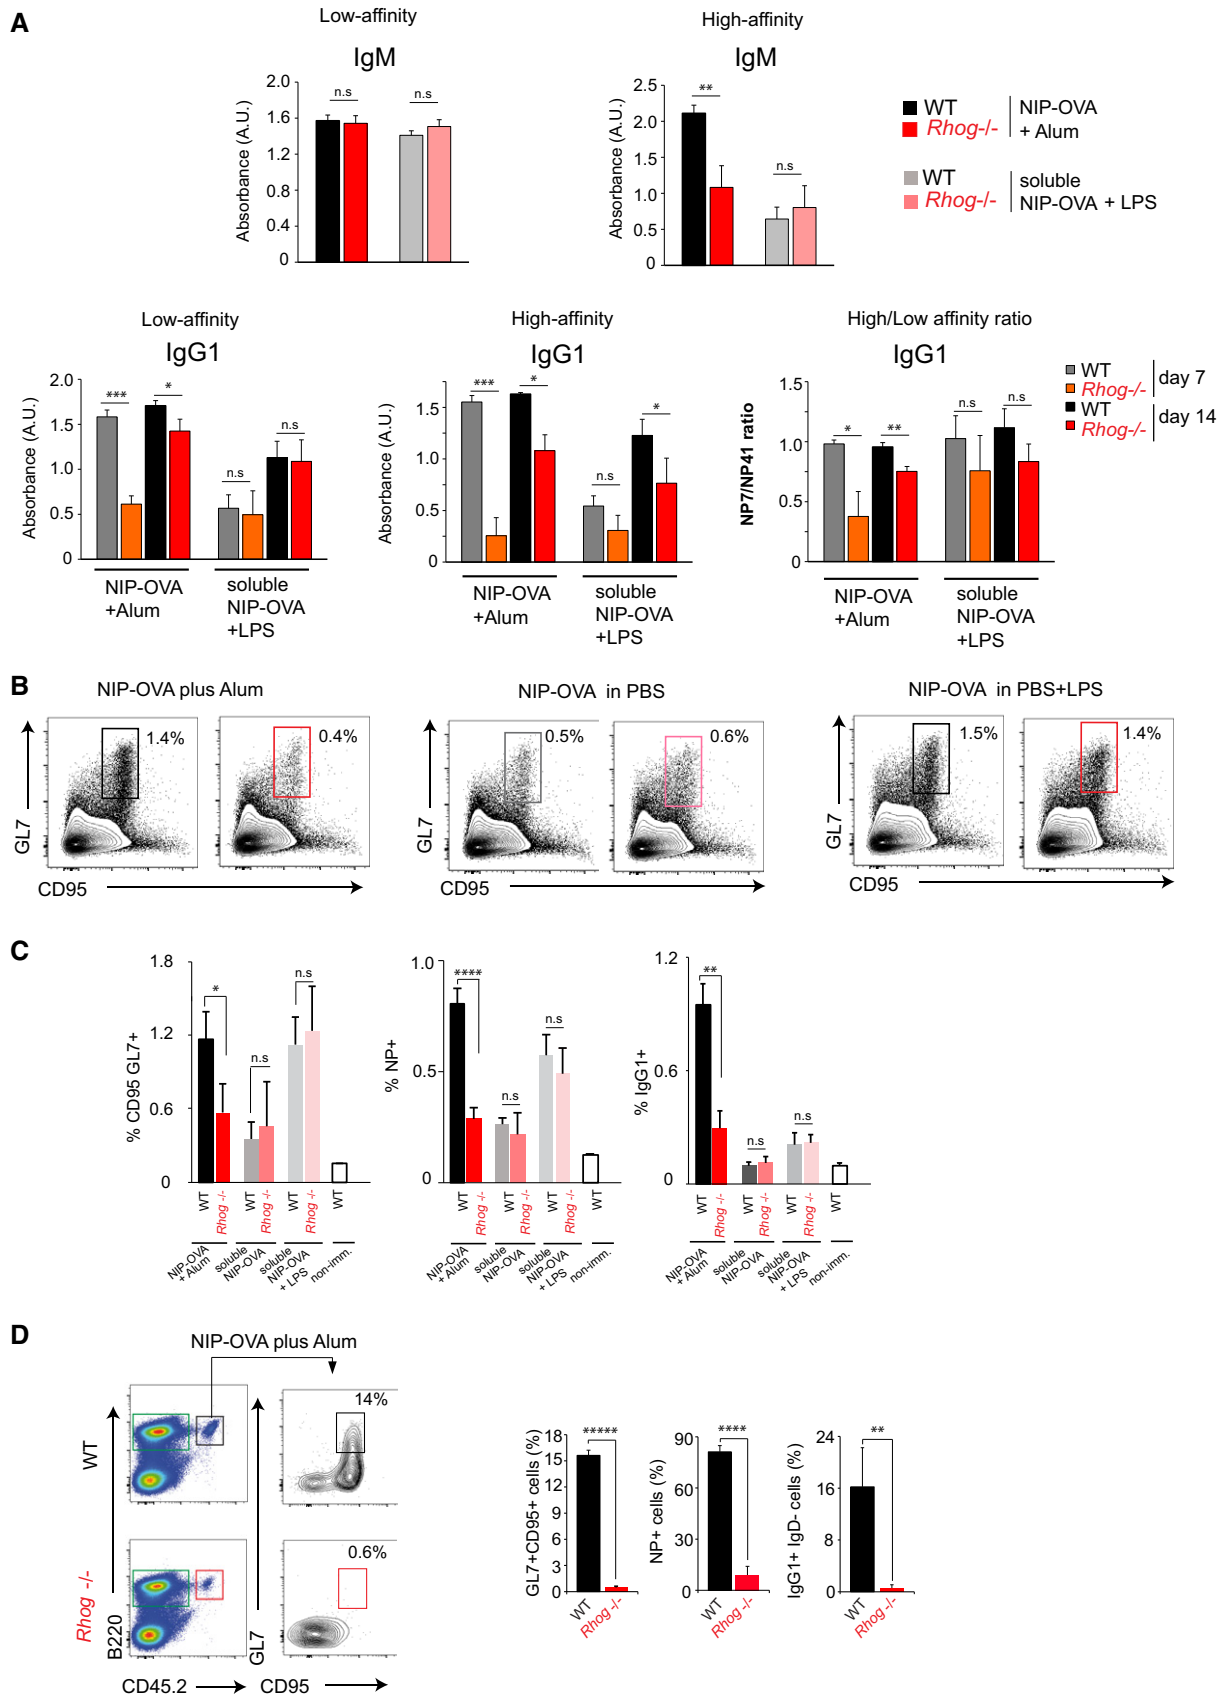 A
Low-affinity
IgM
Absorbance (A.U.)
2.0
1.6
1.2
0.4
0
n.s
n.s
High-affinity
IgM
Absorbance (A.U.)
2.5
2.0
1.5
1.0
0.5
0
**
n.s
WT
Rhog-/-
NIP-OVA
+ Alum
WT
Rhog-/-
soluble
NIP-OVA + LPS
Low-affinity
IgG1
Absorbance (A.U.)
2.0
1.5
1.0
0.5
0
***
*
n.s
n.s
NIP-OVA
+Alum
soluble
NIP-OVA
+LPS
High-affinity
IgG1
Absorbance (A.U.)
1.5
1.0
0.5
0
***
*
n.s
*
NIP-OVA
+Alum
soluble
NIP-OVA
+LPS
High/Low affinity ratio
IgG1
NP7/NP41 ratio
1.5
1.0
0.5
0
*
**
n.s
n.s
NIP-OVA
+Alum
soluble
NIP-OVA
+LPS
WT
Rhog-/-
day 7
WT
Rhog-/-
day 14
B
NIP-OVA plus Alum
1.4%
0.4%
GL7
CD95
NIP-OVA in PBS
0.5%
0.6%
GL7
CD95
NIP-OVA in PBS+LPS
1.5%
1.4%
GL7
CD95
C
% CD95 GL7+
1.8
1.2
0.6
0
*
n.s
n.s
WT
Rhog -/-
WT
Rhog -/-
WT
Rhog -/-
WT
NIP-OVA
+ Alum
soluble
NIP-OVA
soluble
NIP-OVA
+ LPS
non-imm.
% NP+
1.0
0.5
0
****
n.s
n.s
WT
Rhog -/-
WT
Rhog -/-
WT
Rhog -/-
WT
NIP-OVA
+ Alum
soluble
NIP-OVA
soluble
NIP-OVA
+ LPS
non-imm.
% IgG1+
1.2
0.6
0
**
n.s
n.s
WT
Rhog -/-
WT
Rhog -/-
WT
Rhog -/-
WT
NIP-OVA
+ Alum
soluble
NIP-OVA
soluble
NIP-OVA
+ LPS
non-imm.
D
NIP-OVA plus Alum
WT
Rhog -/-
B220
CD45.2
GL7
CD95
14%
0.6%
GL7+CD95+ cells (%)
18
15
12
9
6
3
0
*****
WT
Rhog -/-
NP+ cells (%)
90
60
30
0
****
WT
Rhog -/-
IgG1+ IgD- cells (%)
24
12
0
**
WT
Rhog -/-